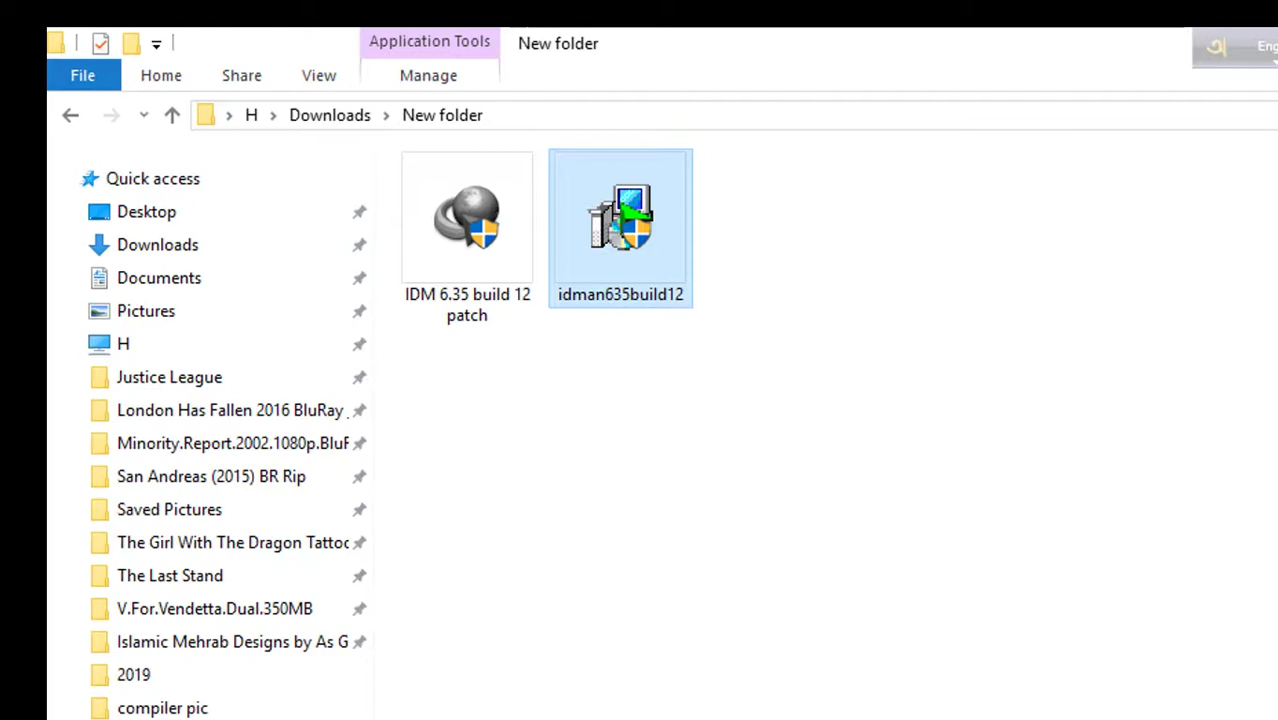 Application Tools
New folder
Eng
File
Home
Share
View
Manage
H
Downloads
New folder
Quick access
Desktop
Downloads
Documents
Pictures
H
Justice League
London Has Fallen 2016 BluRay
Minority.Report.2002.1080p.BluR
San Andreas (2015) BR Rip
Saved Pictures
The Girl With The Dragon Tattoo
The Last Stand
V.For.Vendetta.Dual.350MB
Islamic Mehrab Designs by As G
2019
compiler pic
IDM 6.35 build 12
patch
idman635build12